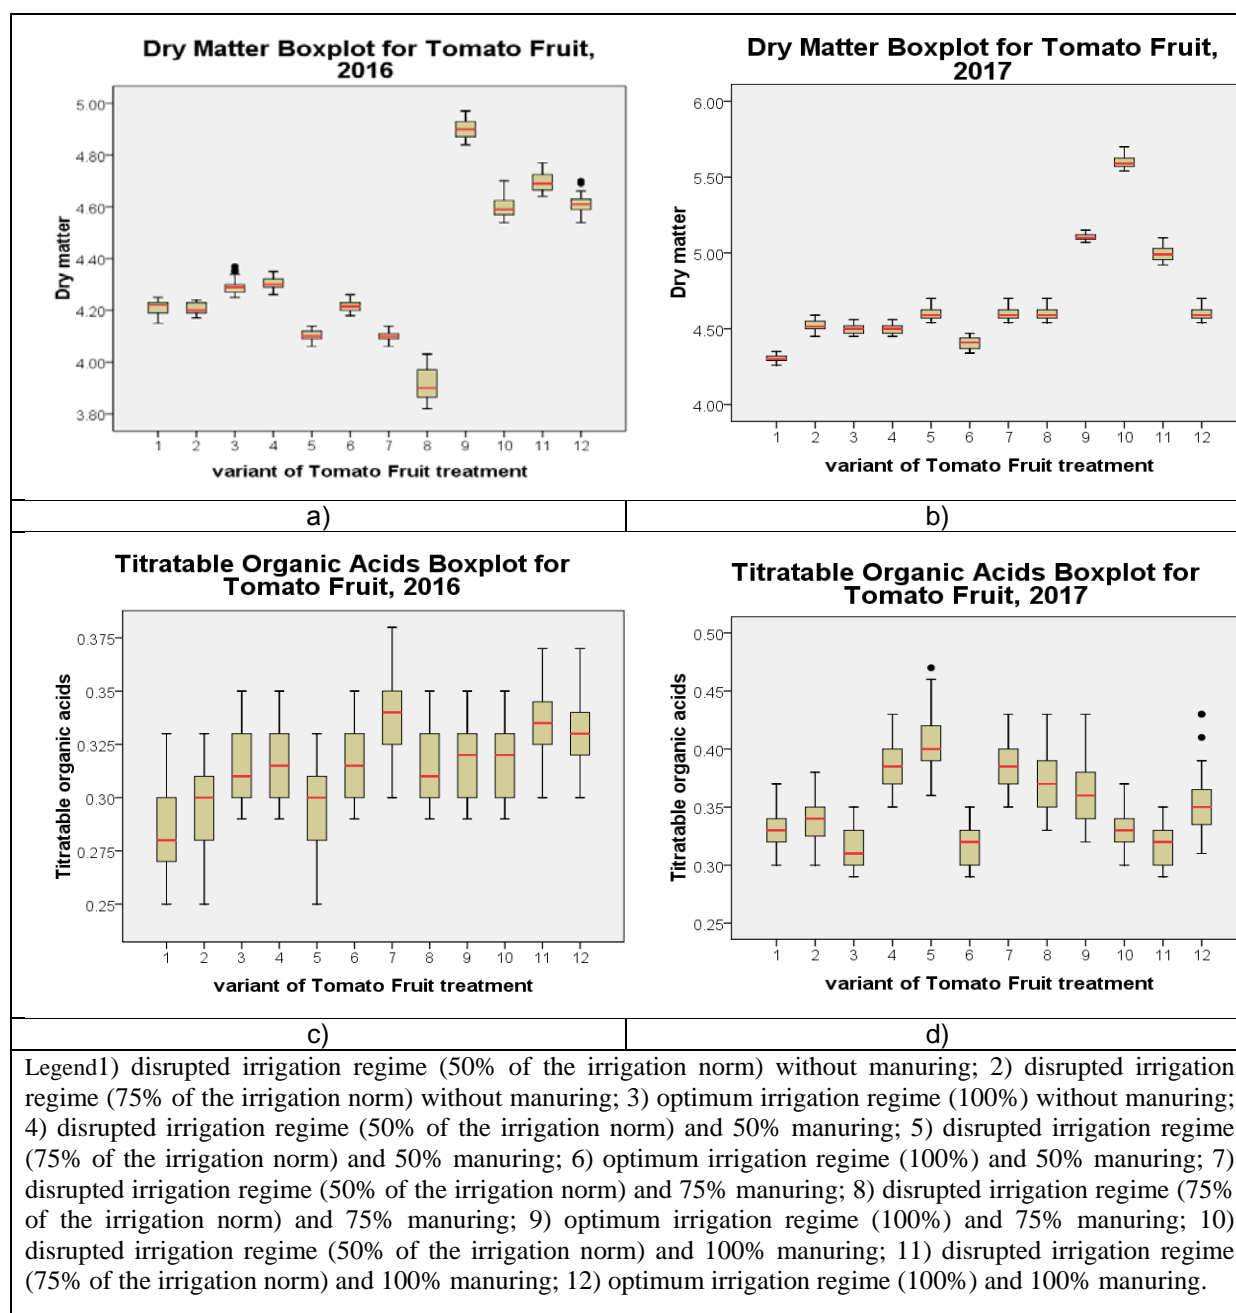 Dry Matter Boxplot for Tomato Fruit,
2016
5.00
4.80
4.60
4.40
4.20
4.00
3.80
Dry matter
1 2 3 4 5 6 7 8 9 10 11 12
variant of Tomato Fruit treatment
Dry Matter Boxplot for Tomato Fruit,
2017
6.00
5.50
5.00
4.50
4.00
Dry matter
1 2 3 4 5 6 7 8 9 10 11 12
variant of Tomato Fruit treatment
a)
b)
Titratable Organic Acids Boxplot for
Tomato Fruit, 2016
0.375
0.35
0.325
0.30
0.275
0.25
Titratable organic acids
1 2 3 4 5 6 7 8 9 10 11 12
variant of Tomato Fruit treatment
Titratable Organic Acids Boxplot for
Tomato Fruit, 2017
0.50
0.45
0.40
0.35
0.30
0.25
Titratable organic acids
1 2 3 4 5 6 7 8 9 10 11 12
variant of Tomato Fruit treatment
c)
d)
Legend1) disrupted irrigation regime (50% of the irrigation norm) without manuring; 2) disrupted irrigation
regime (75% of the irrigation norm) without manuring; 3) optimum irrigation regime (100%) without manuring;
4) disrupted irrigation regime (50% of the irrigation norm) and 50% manuring; 5) disrupted irrigation regime
(75% of the irrigation norm) and 50% manuring; 6) optimum irrigation regime (100%) and 50% manuring; 7)
disrupted irrigation regime (50% of the irrigation norm) and 75% manuring; 8) disrupted irrigation regime (75%
of the irrigation norm) and 75% manuring; 9) optimum irrigation regime (100%) and 75% manuring; 10)
disrupted irrigation regime (50% of the irrigation norm) and 100% manuring; 11) disrupted irrigation regime
(75% of the irrigation norm) and 100% manuring; 12) optimum irrigation regime (100%) and 100% manuring.